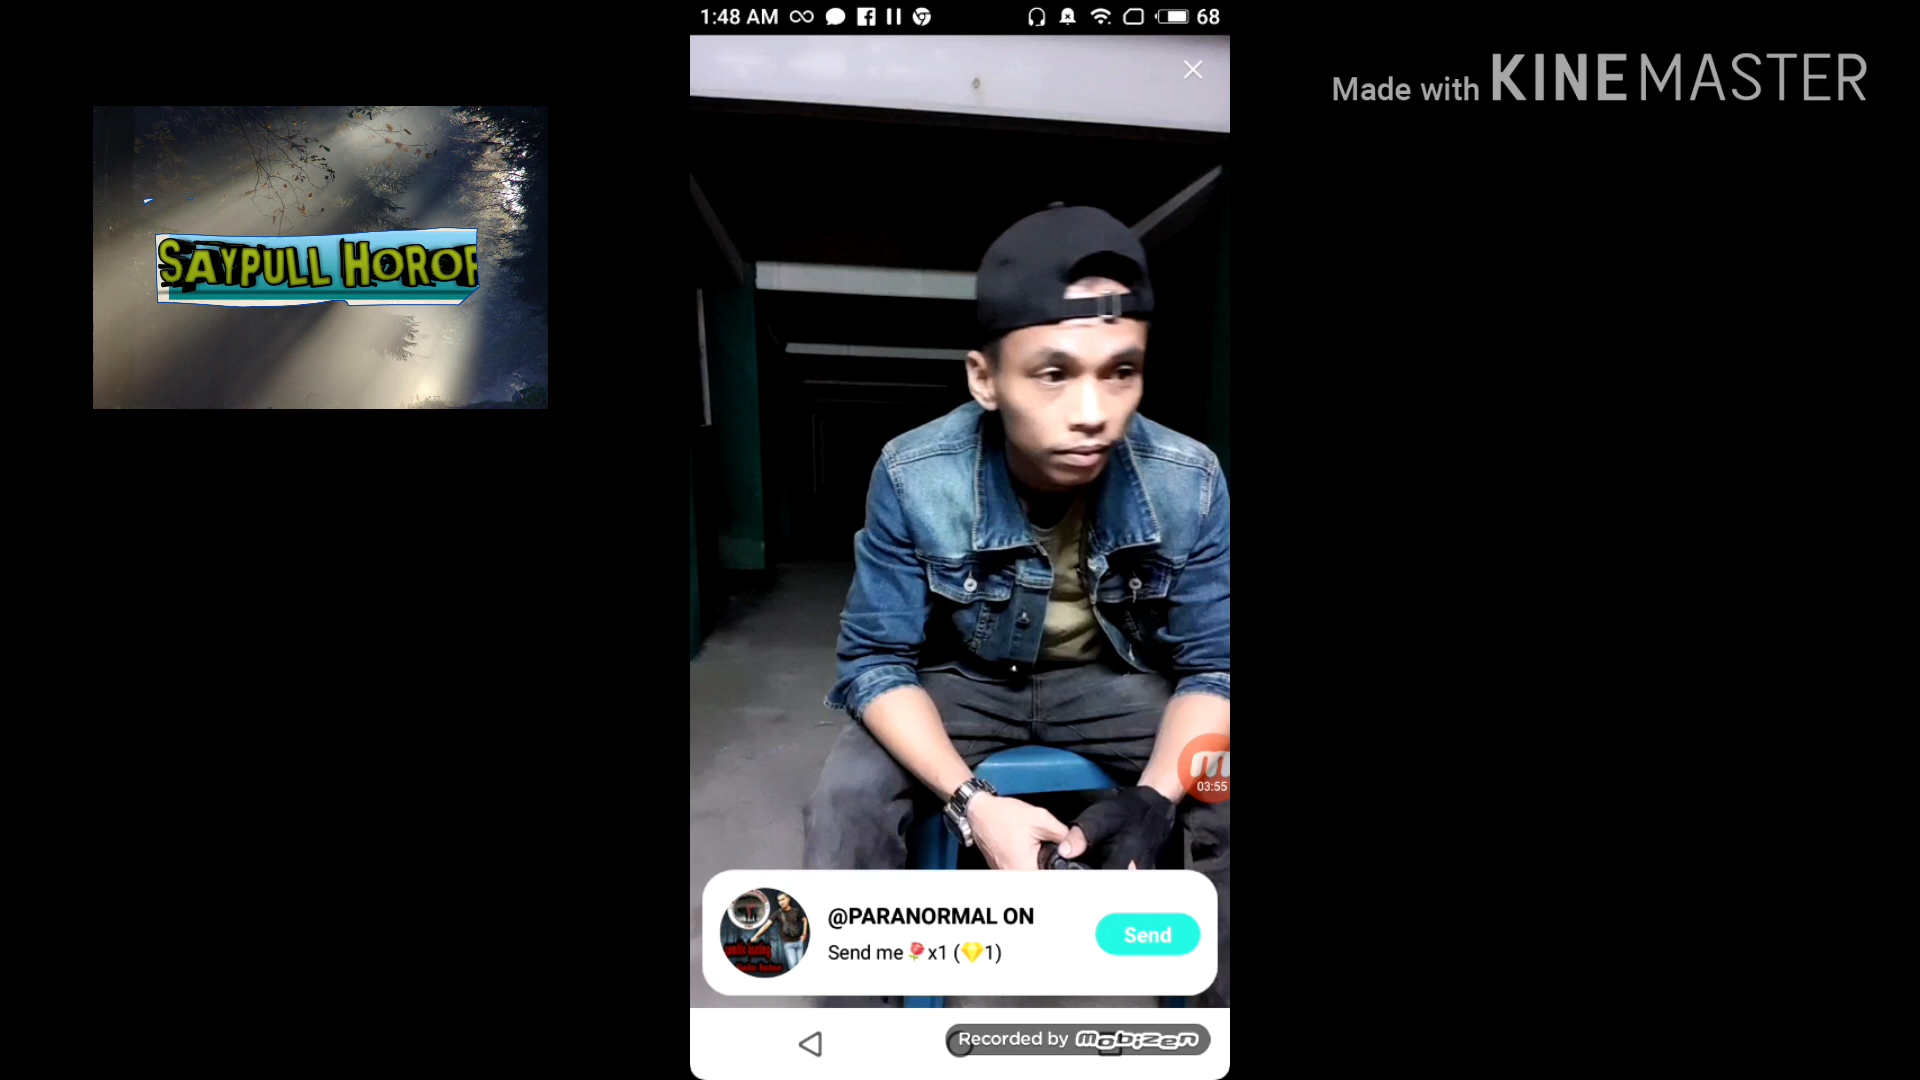 1:48 AM
68
Made with KINEMASTER
SAYPULL HOROR
03:55
@PARANORMAL ON
Send me🌹x1 (💎1)
Send
Recorded by mobizen